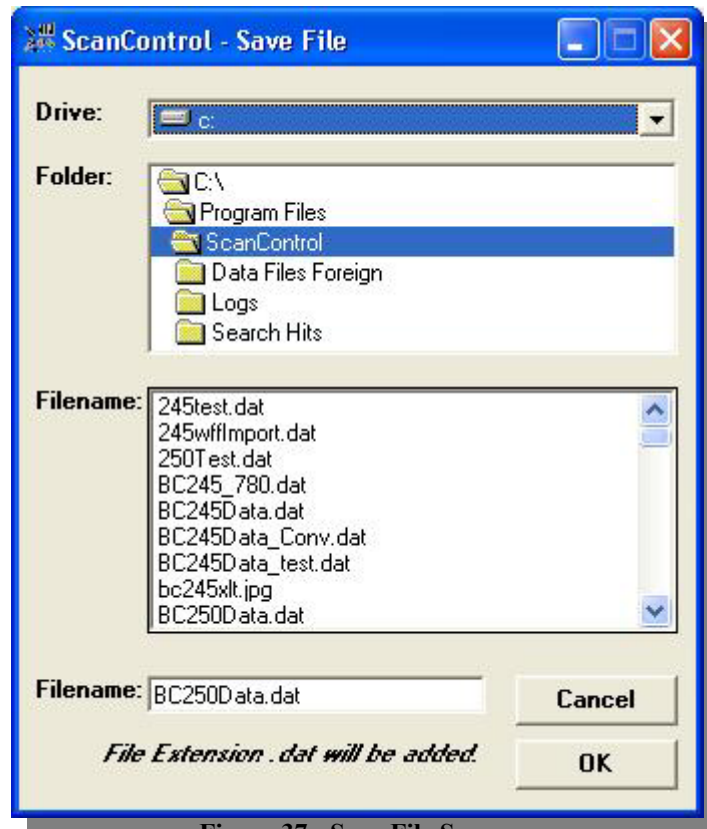 ScanControl - Save File
Drive: c:
Folder: C:\
Program Files
ScanControl
Data Files Foreign
Logs
Search Hits
Filename: 245test.dat
245wffImport.dat
250Test.dat
BC245_780.dat
BC245Data.dat
BC245Data_Conv.dat
BC245Data_test.dat
bc245xlt.jpg
BC250Data.dat
Filename: BC250Data.dat
Cancel
File Extension .dat will be added.
OK